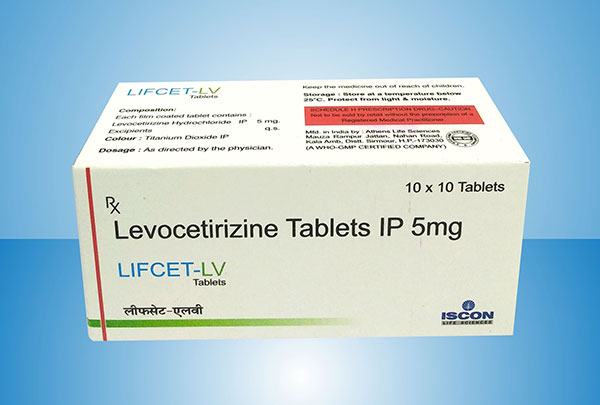 LIFCET-LV
Tablets
Composition:
Each film coated tablet contains :
Levocetirizine Hydrochloride IP 5 mg.
Excipients q.s.
Colour : Titanium Dioxide IP
Dosage : As directed by the physician.
Keep the medicine out of reach of children.
Storage : Store at a temperature below
25°C. Protect from light & moisture.
SCHEDULE H PRESCRIPTION DRUG-CAUTION
Not to be sold by retail without the prescription of a
Registered Medical Practitioner
Mfd. in India by : Athens Life Sciences
Mauza Rampur Jattan, Nahan Road,
Kala Amb, Distt. Sirmour, H.P.-173030
(A WHO-GMP CERTIFIED COMPANY)
10 x 10 Tablets
Rx
Levocetirizine Tablets IP 5mg
LIFCET-LV
Tablets
लीफसेट-एलवी
ISCON
LIFE SCIENCES